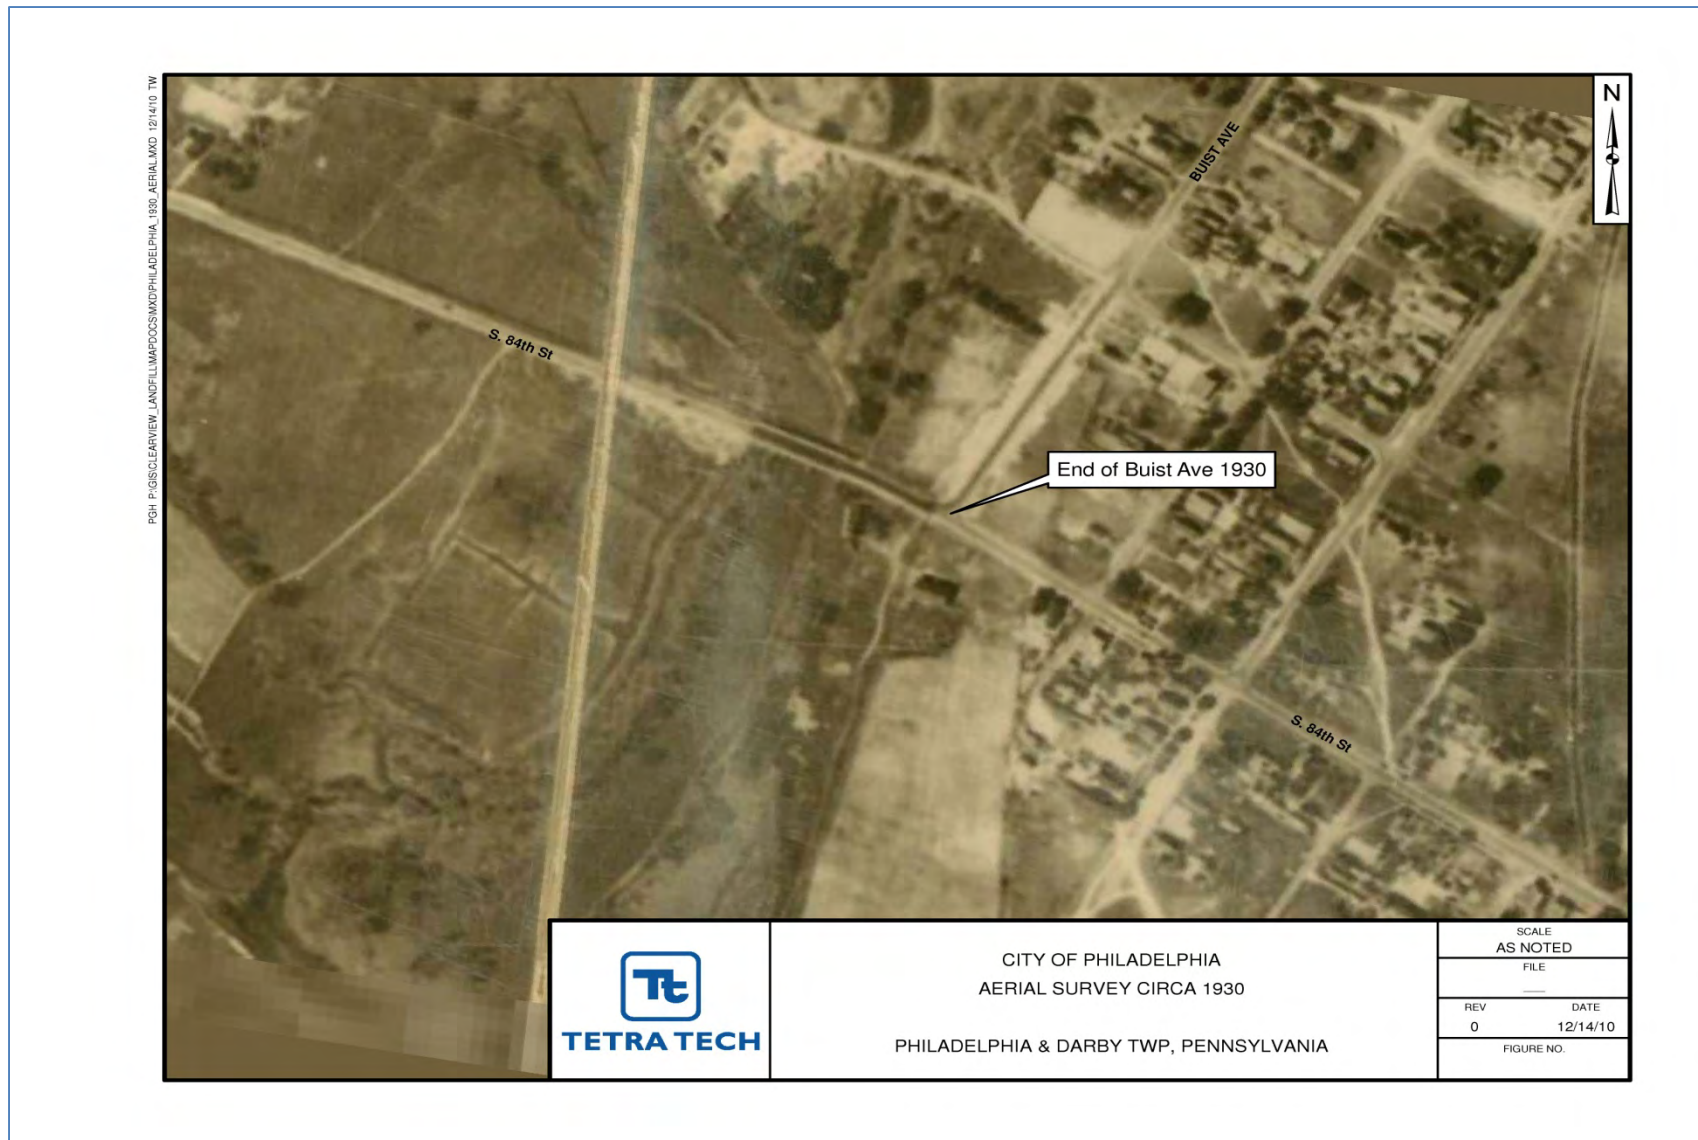 PGH P:\GIS\CLEARVIEW_LANDFILL\MAPDOCS\MXD\PHILADELPHIA_1930_AERIAL.MXD 12/14/10 TW
N
BUIST AVE
S. 84th St
End of Buist Ave 1930
S. 84th St
Tt
TETRA TECH
CITY OF PHILADELPHIA
AERIAL SURVEY CIRCA 1930
PHILADELPHIA & DARBY TWP, PENNSYLVANIA
SCALE
AS NOTED
FILE
REV
0
DATE
12/14/10
FIGURE NO.